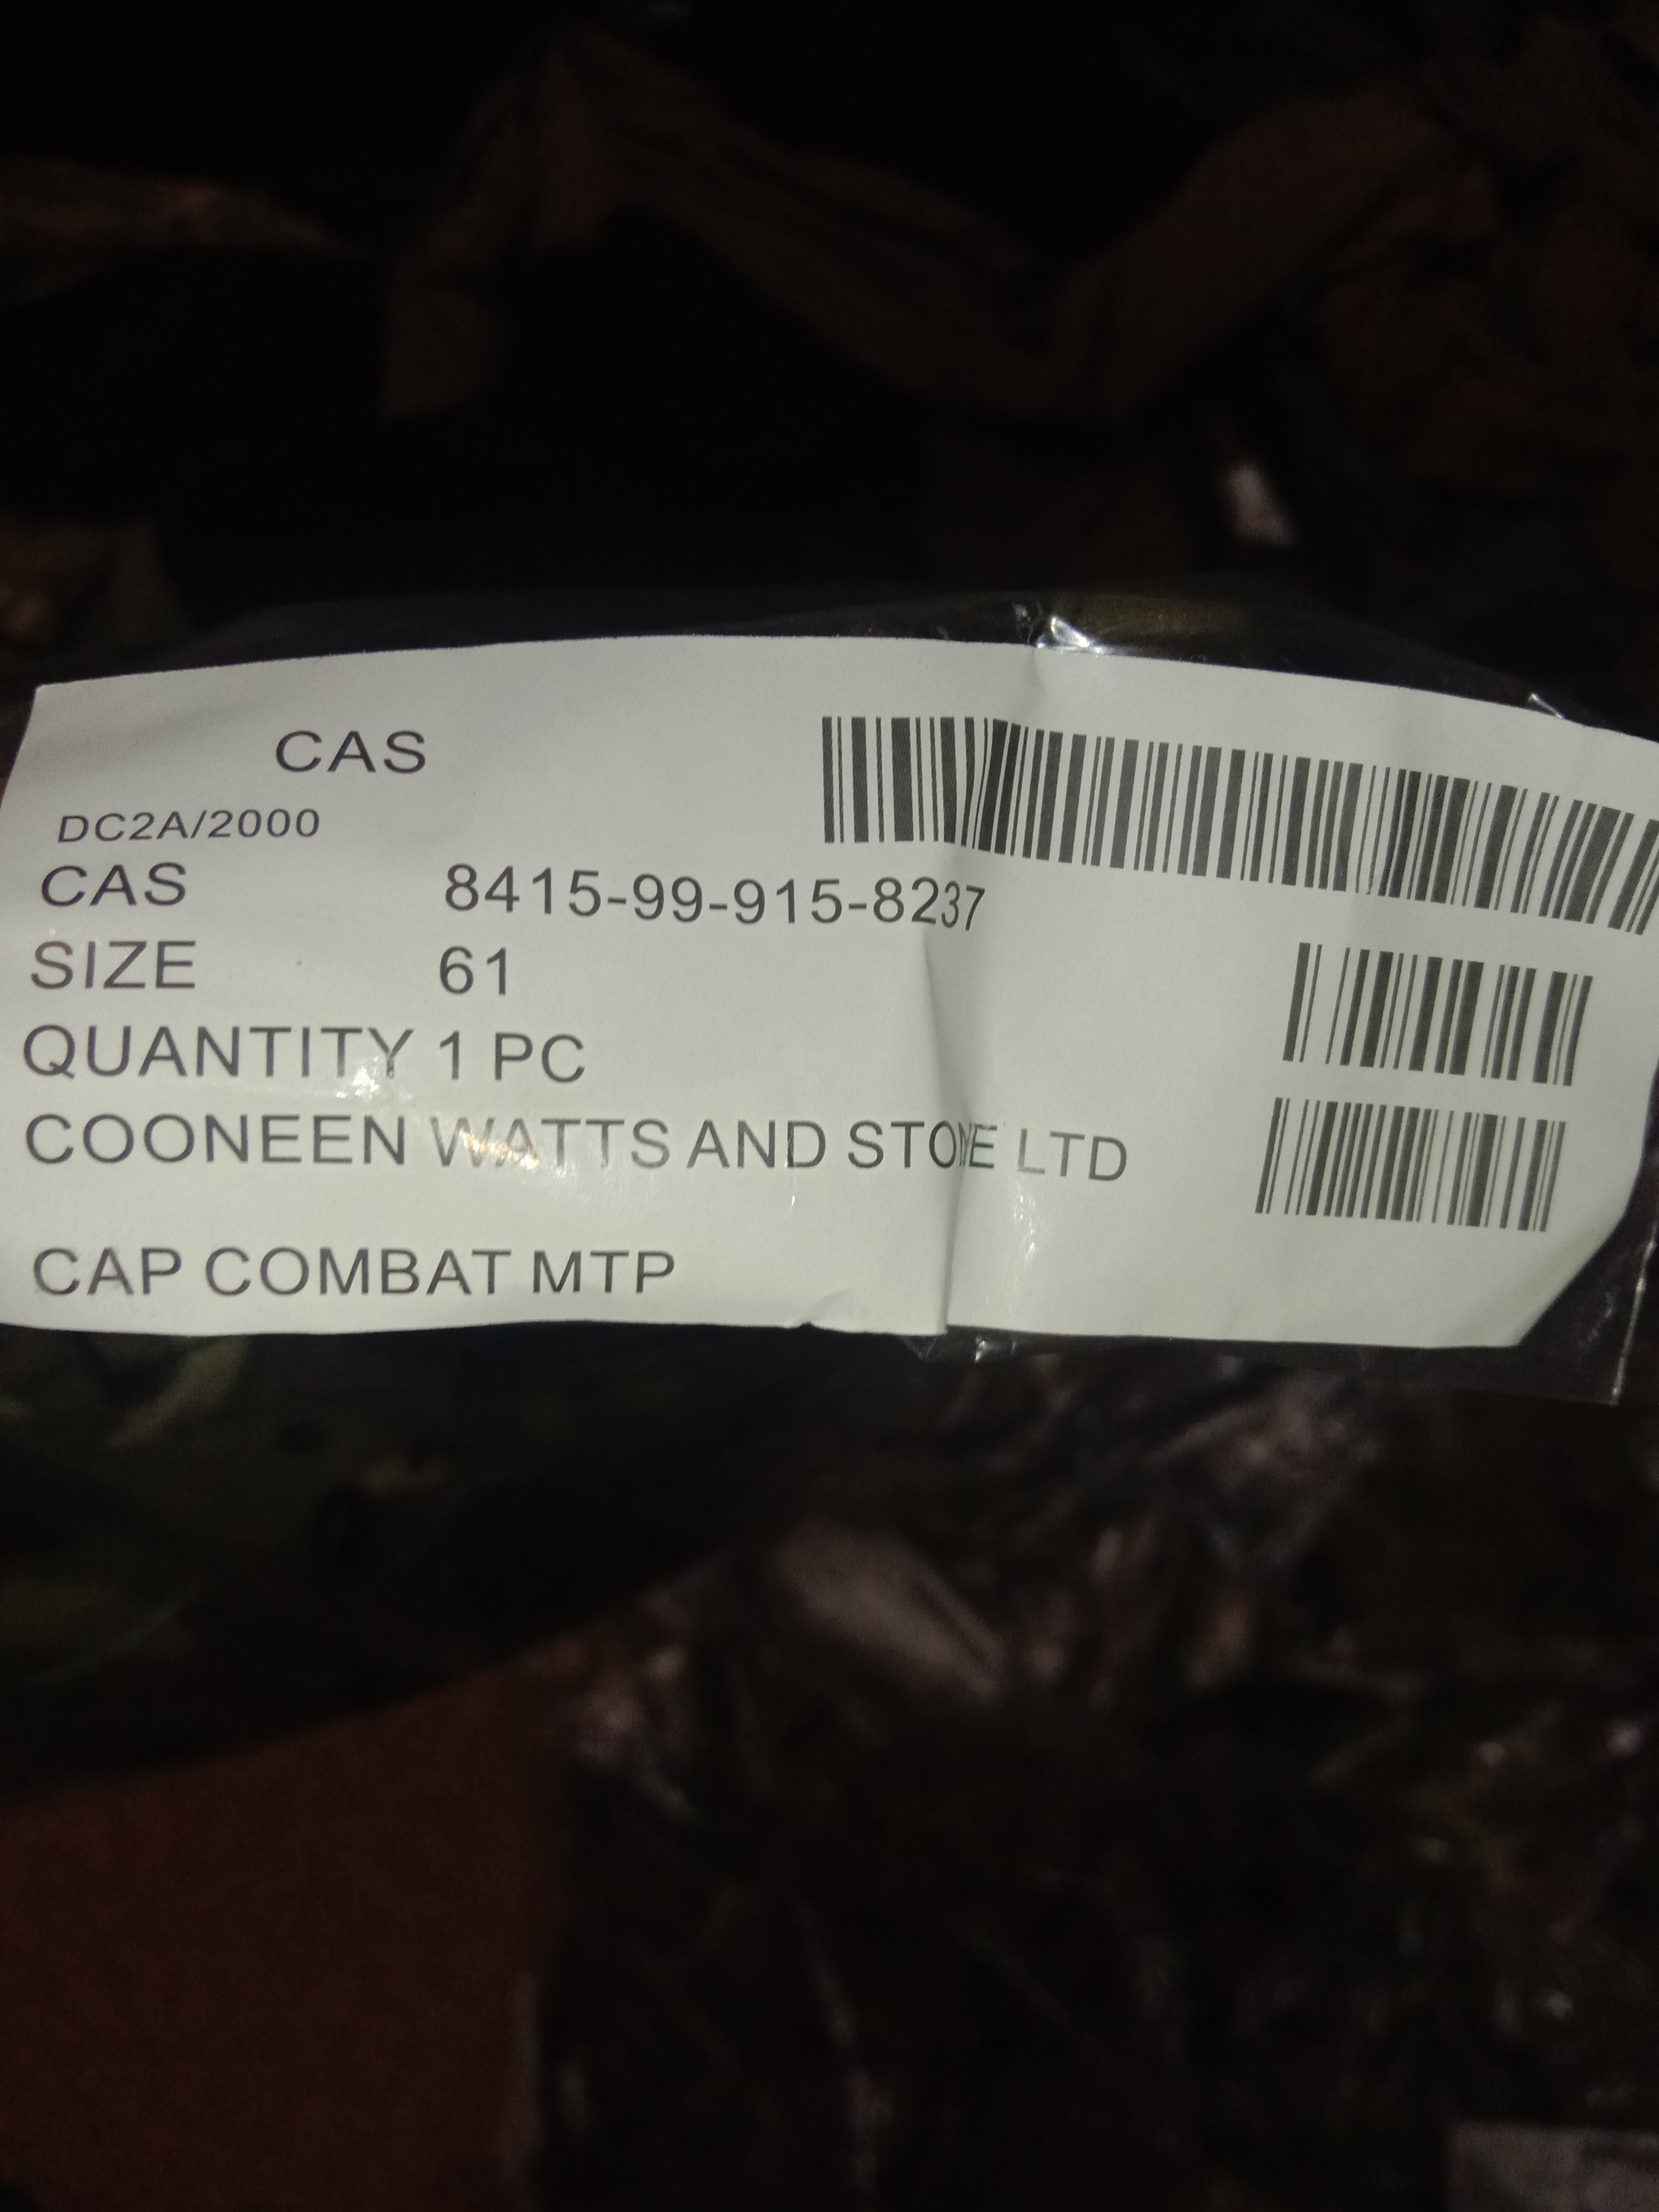 CAS
DC2A/2000
CAS 8415-99-915-8237
SIZE 61
QUANTITY 1 PC
COONEEN WATTS AND STONE LTD
CAP COMBAT MTP